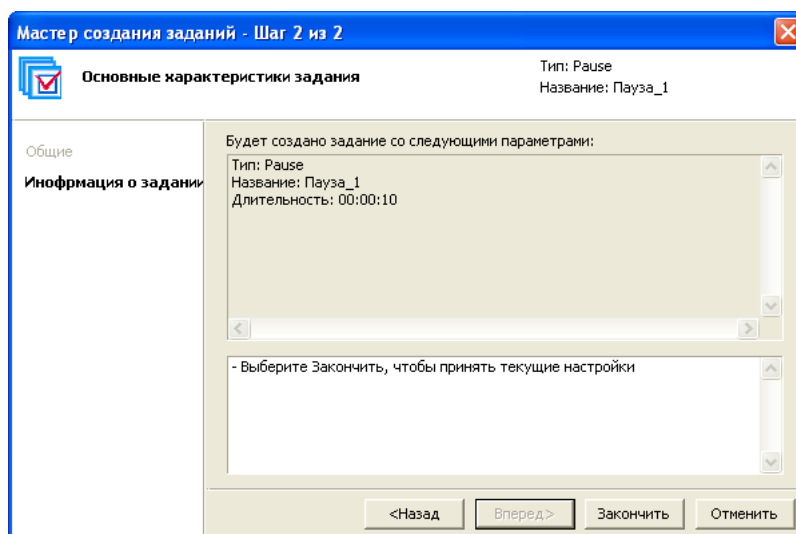 Мастер создания заданий - Шаг 2 из 2
Основные характеристики задания
Тип: Pause
Название: Пауза_1
Общие
Инофрмация о задании
Будет создано задание со следующими параметрами:
Тип: Pause
Название: Пауза_1
Длительность: 00:00:10
- Выберите Закончить, чтобы принять текущие настройки
<Назад
Вперед>
Закончить
Отменить